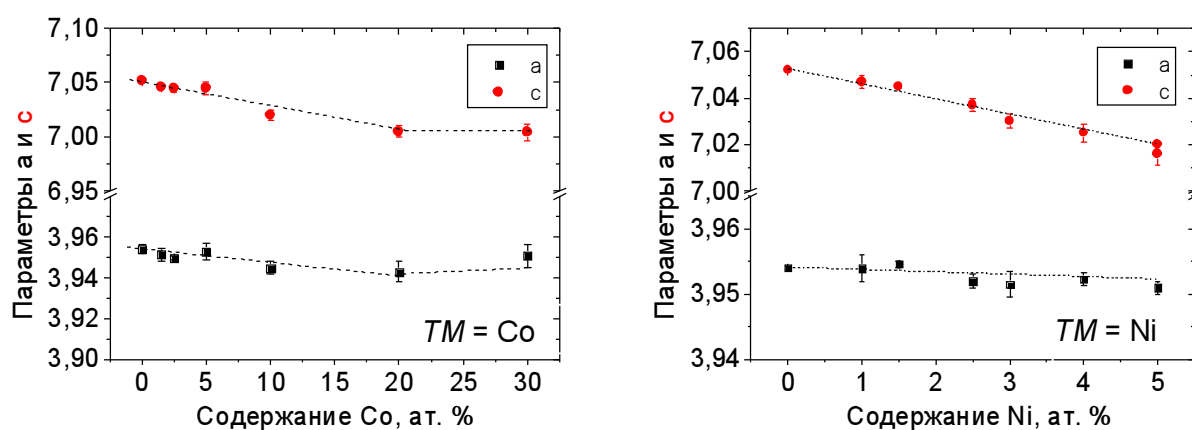 7,10
7,05
7,00
6,95
3,96
3,94
3,92
3,90
0 5 10 15 20 25 30
Параметры a и c
Содержание Co, ат. %
a
c
TM = Co
7,06
7,04
7,02
7,00
3,96
3,95
3,94
0 1 2 3 4 5
Параметры a и c
Содержание Ni, ат. %
a
c
TM = Ni